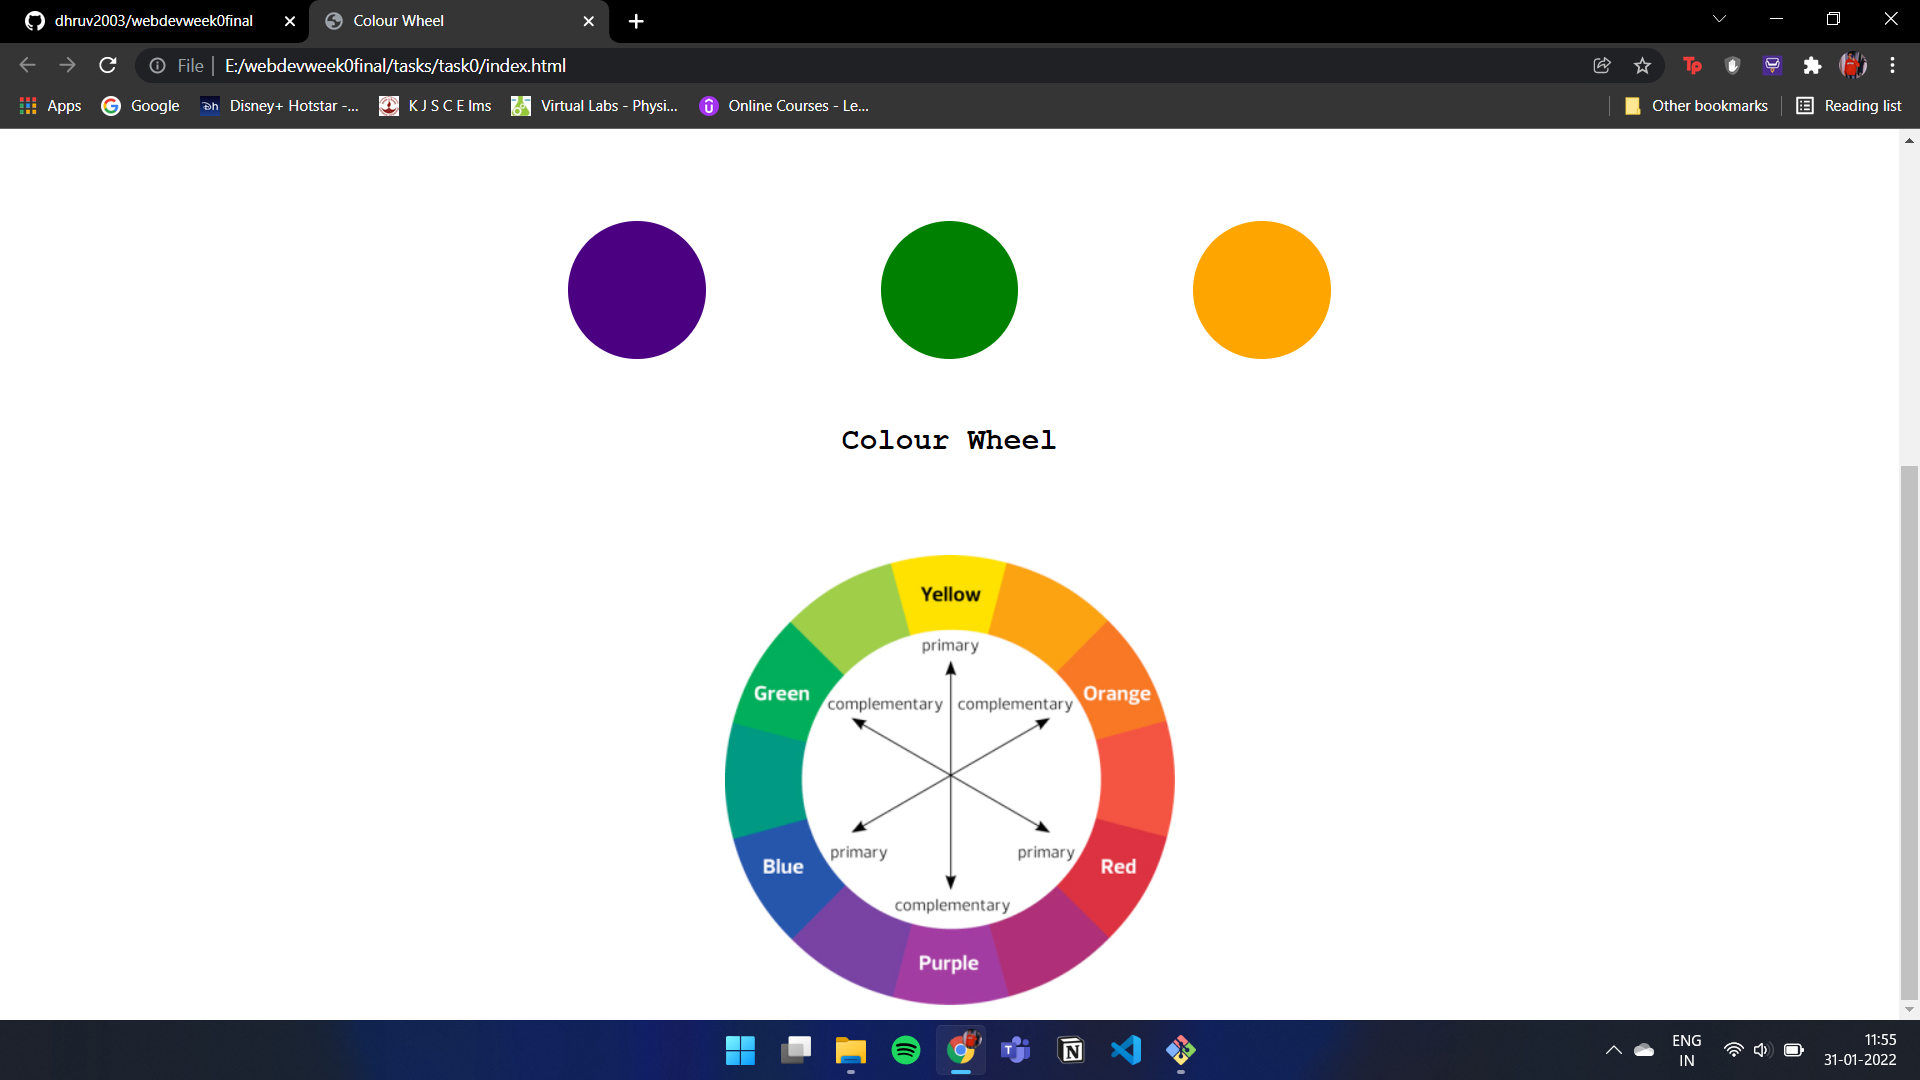 dhruv2003/webdevweek0final
Colour Wheel
File | E:/webdevweek0final/tasks/task0/index.html
Tp
Apps
Google
Disney+ Hotstar -...
K J S C E lms
Virtual Labs - Physi...
Online Courses - Le...
Other bookmarks
Reading list
Colour Wheel
Yellow
primary
Green
complementary
complementary
Orange
Blue
primary
primary
Red
complementary
Purple
ENG
IN
11:55
31-01-2022